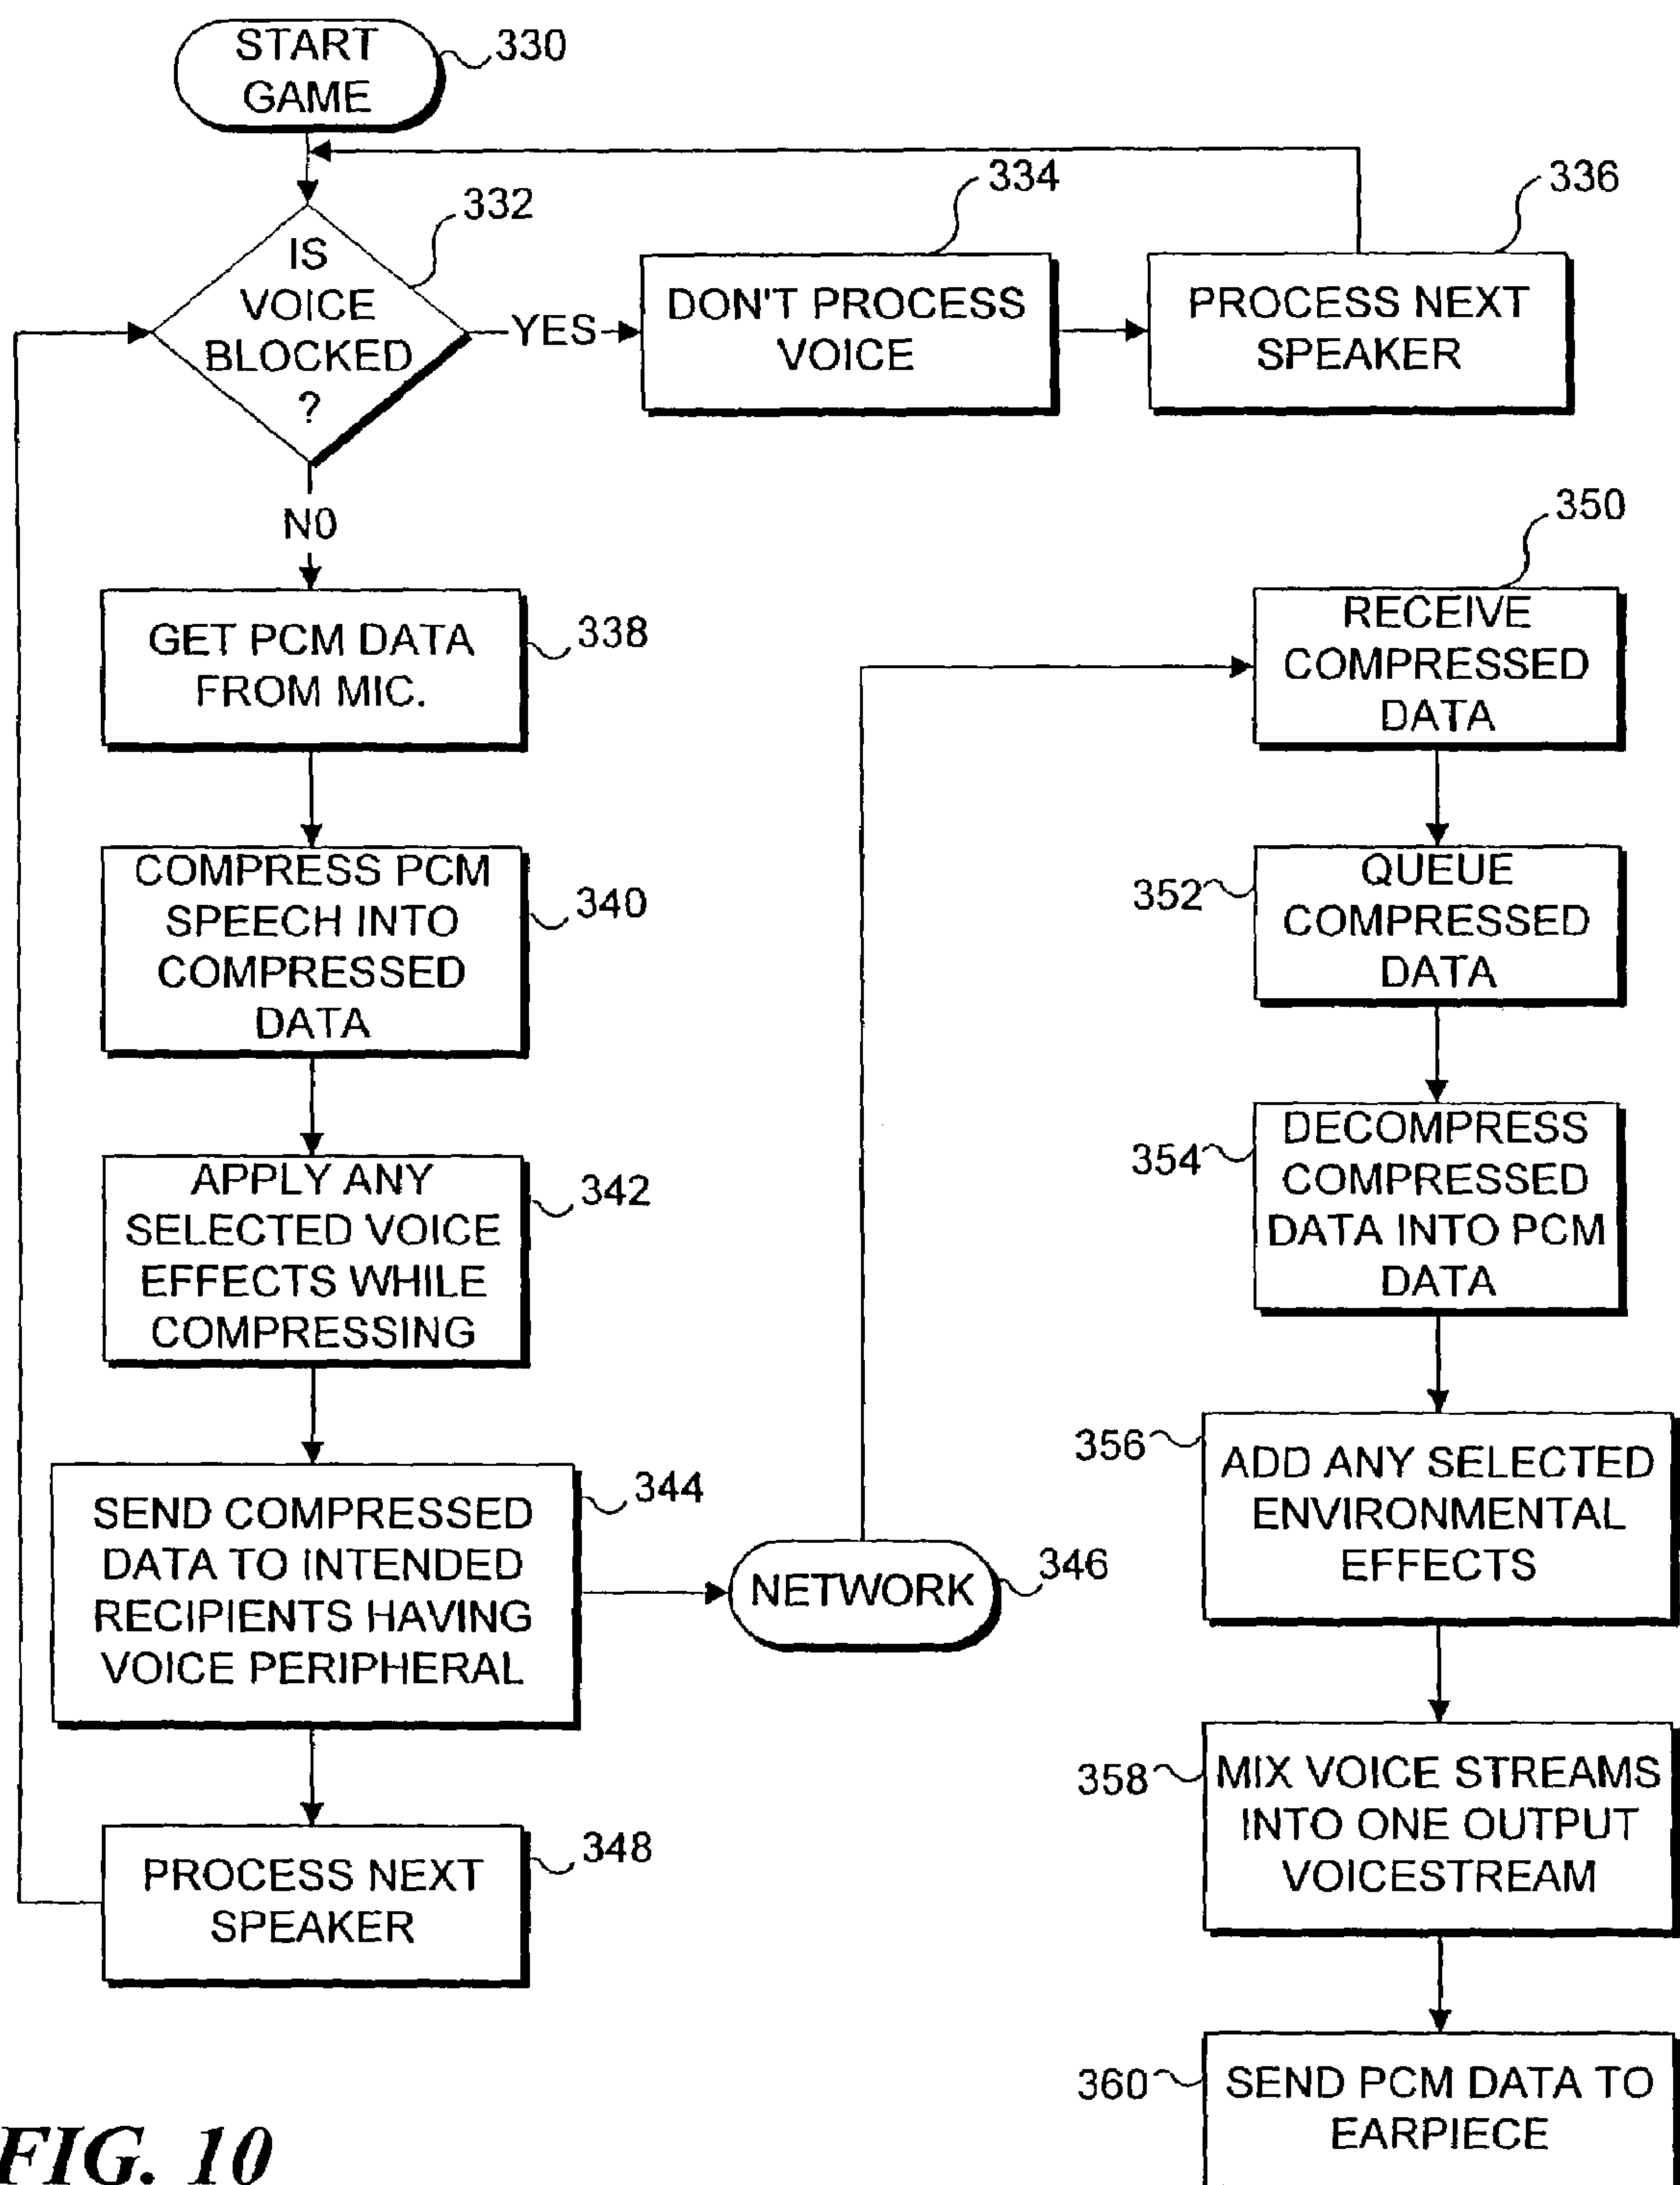 START
GAME
330
332
IS
VOICE
BLOCKED
?
YES
334
DON'T PROCESS
VOICE
336
PROCESS NEXT
SPEAKER
NO
338
GET PCM DATA
FROM MIC.
340
COMPRESS PCM
SPEECH INTO
COMPRESSED
DATA
342
APPLY ANY
SELECTED VOICE
EFFECTS WHILE
COMPRESSING
344
SEND COMPRESSED
DATA TO INTENDED
RECIPIENTS HAVING
VOICE PERIPHERAL
NETWORK
346
348
PROCESS NEXT
SPEAKER
350
RECEIVE
COMPRESSED
DATA
352
QUEUE
COMPRESSED
DATA
354
DECOMPRESS
COMPRESSED
DATA INTO PCM
DATA
356
ADD ANY SELECTED
ENVIRONMENTAL
EFFECTS
358
MIX VOICE STREAMS
INTO ONE OUTPUT
VOICESTREAM
360
SEND PCM DATA TO
EARPIECE
FIG. 10